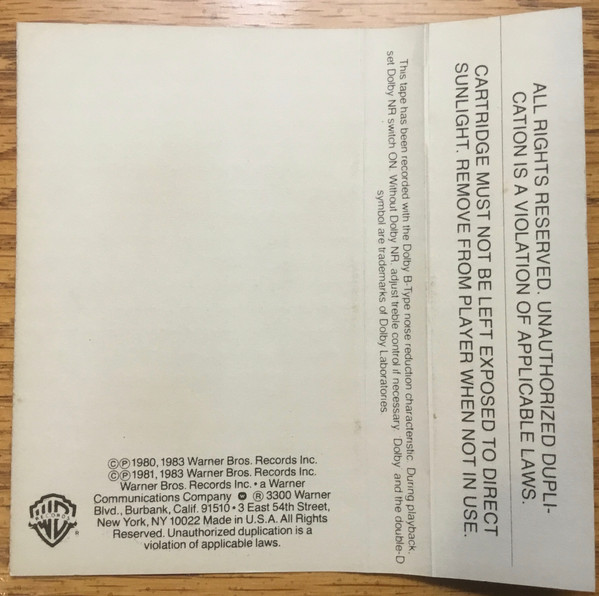 ©℗1980, 1983 Warner Bros. Records Inc.
©℗1981, 1983 Warner Bros. Records Inc.
Warner Bros. Records Inc. • a Warner
Communications Company ® 3300 Warner
Blvd., Burbank, Calif. 91510 • 3 East 54th Street,
New York, NY 10022 Made in U.S.A. All Rights
Reserved. Unauthorized duplication is a
violation of applicable laws.
WB
RECORDS
®
This tape has been recorded with the Dolby B-Type noise reduction characteristic. During playback,
set Dolby NR switch ON. Without Dolby NR, adjust treble control if necessary. 'Dolby' and the double-D
symbol are trademarks of Dolby Laboratories.
ALL RIGHTS RESERVED. UNAUTHORIZED DUPLI-
CATION IS A VIOLATION OF APPLICABLE LAWS.
CARTRIDGE MUST NOT BE LEFT EXPOSED TO DIRECT
SUNLIGHT. REMOVE FROM PLAYER WHEN NOT IN USE.